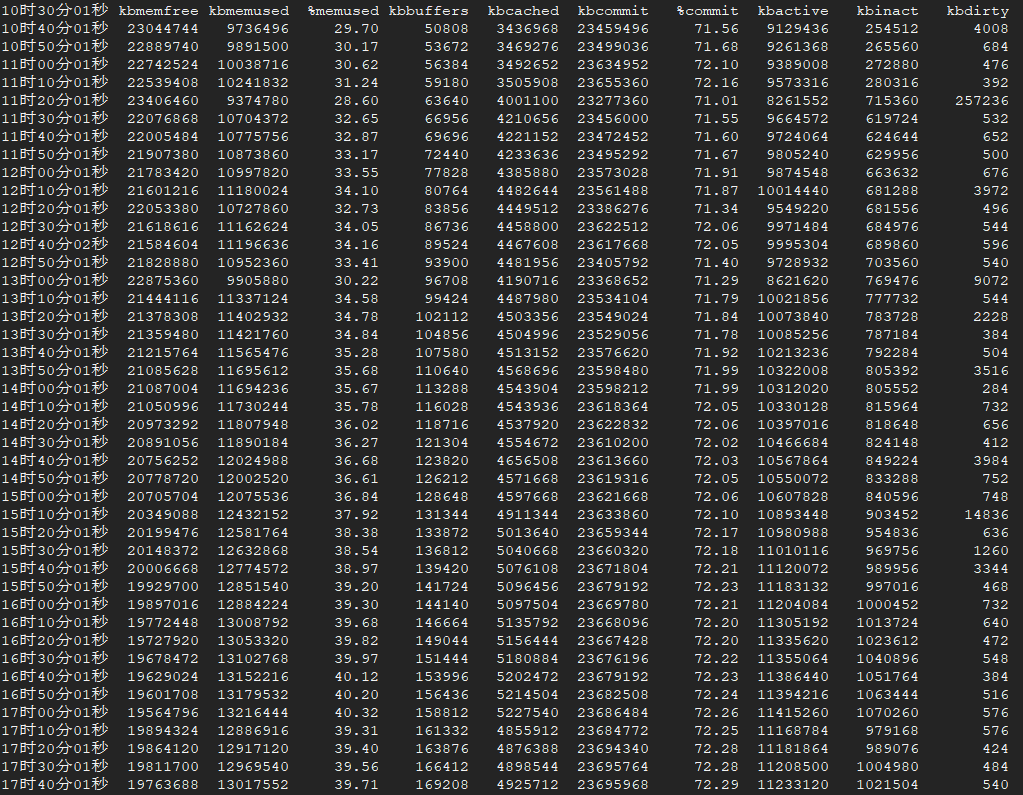 10时30分01秒 kbmemfree kbmemused %memused kbbuffers kbcached kbcommit %commit kbactive kbinact kbdirty
10时40分01秒 23044744 9736496 29.70 50808 3436968 23459496 71.56 9129436 254512 4008
10时50分01秒 22889740 9891500 30.17 53672 3469276 23499036 71.68 9261368 265560 684
11时00分01秒 22742524 10038716 30.62 56384 3492652 23634952 72.10 9389008 272880 476
11时10分01秒 22539408 10241832 31.24 59180 3505908 23655360 72.16 9573316 280316 392
11时20分01秒 23406460 9374780 28.60 63640 4001100 23277360 71.01 8261552 715360 257236
11时30分01秒 22076868 10704372 32.65 66956 4210656 23456000 71.55 9664572 619724 532
11时40分01秒 22005484 10775756 32.87 69696 4221152 23472452 71.60 9724064 624644 652
11时50分01秒 21907380 10873860 33.17 72440 4233636 23495292 71.67 9805240 629956 500
12时00分01秒 21783420 10997820 33.55 77828 4385880 23573028 71.91 9874548 663632 676
12时10分01秒 21601216 11180024 34.10 80764 4482644 23561488 71.87 10014440 681288 3972
12时20分01秒 22053380 10727860 32.73 83856 4449512 23386276 71.34 9549220 681556 496
12时30分01秒 21618616 11162624 34.05 86736 4458800 23622512 72.06 9971484 684976 544
12时40分02秒 21584604 11196636 34.16 89524 4467608 23617668 72.05 9995304 689860 596
12时50分01秒 21828880 10952360 33.41 93900 4481956 23405792 71.40 9728932 703560 540
13时00分01秒 22875360 9905880 30.22 96708 4190716 23368652 71.29 8621620 769476 9072
13时10分01秒 21444116 11337124 34.58 99424 4487980 23534104 71.79 10021856 777732 544
13时20分01秒 21378308 11402932 34.78 102112 4503356 23549024 71.84 10073840 783728 2228
13时30分01秒 21359480 11421760 34.84 104856 4504996 23529056 71.78 10085256 787184 384
13时40分01秒 21215764 11565476 35.28 107580 4513152 23576620 71.92 10213236 792284 504
13时50分01秒 21085628 11695612 35.68 110640 4568696 23598480 71.99 10322008 805392 3516
14时00分01秒 21087004 11694236 35.67 113288 4543904 23598212 71.99 10312020 805552 284
14时10分01秒 21050996 11730244 35.78 116028 4543936 23618364 72.05 10330128 815964 732
14时20分01秒 20973292 11807948 36.02 118716 4537920 23622832 72.06 10397016 818648 656
14时30分01秒 20891056 11890184 36.27 121304 4554672 23610200 72.02 10466684 824148 412
14时40分01秒 20756252 12024988 36.68 123820 4656508 23613660 72.03 10567864 849224 3984
14时50分01秒 20778720 12002520 36.61 126212 4571668 23619316 72.05 10550072 833288 752
15时00分01秒 20705704 12075536 36.84 128648 4597668 23621668 72.06 10607828 840596 748
15时10分01秒 20349088 12432152 37.92 131344 4911344 23633860 72.10 10893448 903452 14836
15时20分01秒 20199476 12581764 38.38 133872 5013640 23659344 72.17 10980988 954836 636
15时30分01秒 20148372 12632868 38.54 136812 5040668 23660320 72.18 11010116 969756 1260
15时40分01秒 20006668 12774572 38.97 139420 5076108 23671804 72.21 11120072 989956 3344
15时50分01秒 19929700 12851540 39.20 141724 5096456 23679192 72.23 11183132 997016 468
16时00分01秒 19897016 12884224 39.30 144140 5097504 23669780 72.21 11204084 1000452 732
16时10分01秒 19772448 13008792 39.68 146664 5135792 23668096 72.20 11305192 1013724 640
16时20分01秒 19727920 13053320 39.82 149044 5156444 23667428 72.20 11335620 1023612 472
16时30分01秒 19678472 13102768 39.97 151444 5180884 23676196 72.22 11355064 1040896 548
16时40分01秒 19629024 13152216 40.12 153996 5202472 23679192 72.23 11386440 1051764 384
16时50分01秒 19601708 13179532 40.20 156436 5214504 23682508 72.24 11394216 1063444 516
17时00分01秒 19564796 13216444 40.32 158812 5227540 23686484 72.26 11415260 1070260 576
17时10分01秒 19894324 12886916 39.31 161332 4855912 23684772 72.25 11168784 979168 576
17时20分01秒 19864120 12917120 39.40 163876 4876388 23694340 72.28 11181864 989076 424
17时30分01秒 19811700 12969540 39.56 166412 4898544 23695764 72.28 11208500 1004980 484
17时40分01秒 19763688 13017552 39.71 169208 4925712 23695968 72.29 11233120 1021504 540